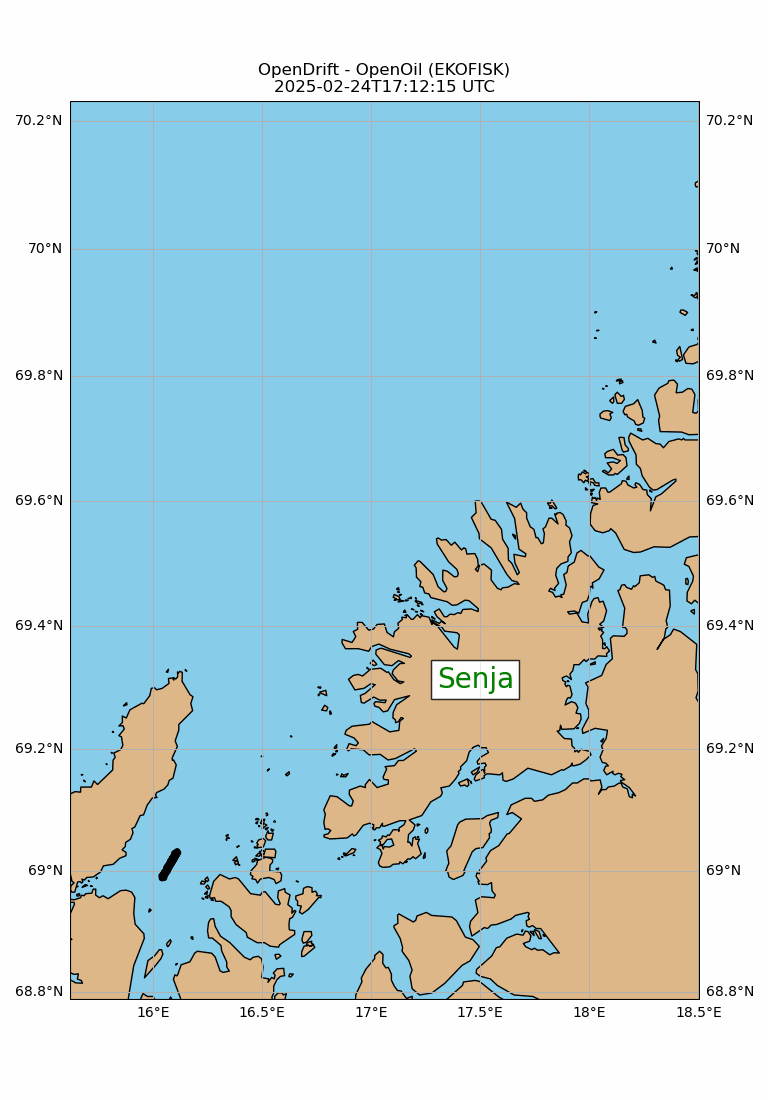 OpenDrift - OpenOil (EKOFISK)
2025-02-24T17:12:15 UTC
70.2°N 70.2°N
70°N 70°N
69.8°N 69.8°N
69.6°N 69.6°N
69.4°N 69.4°N
Senja
69.2°N 69.2°N
69°N 69°N
68.8°N 68.8°N
16°E 16.5°E 17°E 17.5°E 18°E 18.5°E